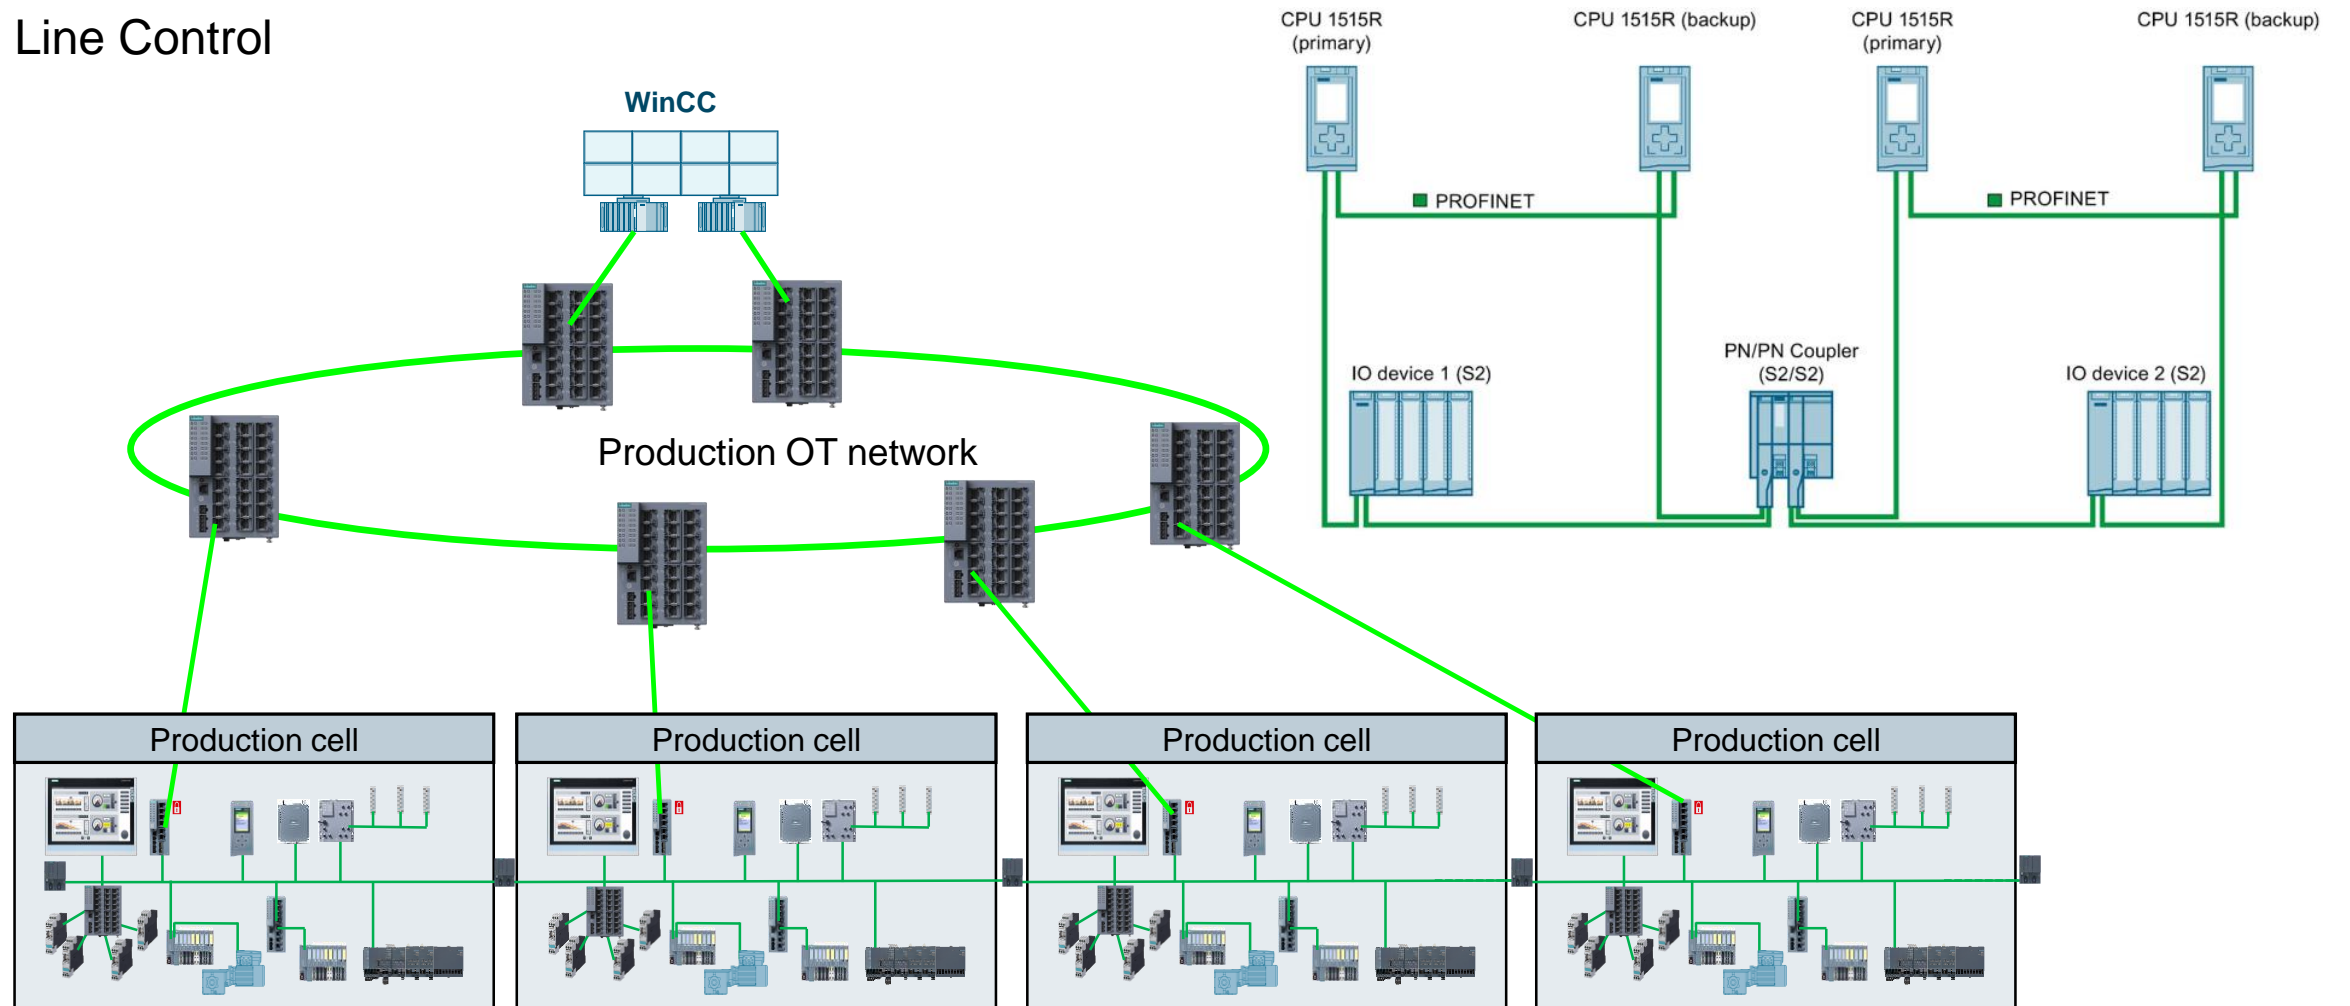 Line Control
CPU 1515R
(primary)
CPU 1515R (backup)
CPU 1515R
(primary)
CPU 1515R (backup)
WinCC
PROFINET
PROFINET
PN/PN Coupler
(S2/S2)
IO device 1 (S2)
IO device 2 (S2)
Production OT network
Production cell
Production cell
Production cell
Production cell